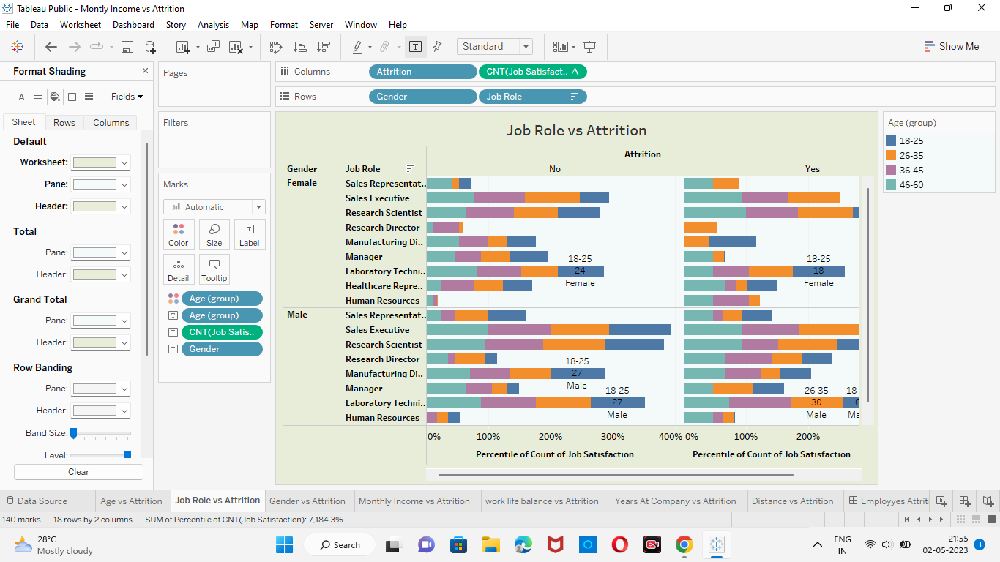 Tableau Public - Montly Income vs Attrition
File Data Worksheet Dashboard Story Analysis Map Format Server Window Help
Standard
Show Me
Format Shading
Fields
Sheet Rows Columns
Default
Worksheet:
Pane:
Header:
Total
Pane:
Header:
Grand Total
Pane:
Header:
Row Banding
Pane:
Header:
Band Size:
Level:
Clear
Pages
Filters
Marks
Automatic
Color Size Label
Detail Tooltip
Age (group)
Age (group)
CNT(Job Satis..
Gender
Columns Attrition CNT(Job Satisfact..
Rows Gender Job Role
Job Role vs Attrition
Attrition
Gender Job Role No Yes
Female Sales Representat..
Sales Executive
Research Scientist
Research Director
Manufacturing Di..
Manager
18-25 18-25
Laboratory Techni.. 24 18
Female Female
Healthcare Repre..
Human Resources
Male Sales Representat..
Sales Executive
Research Scientist
Research Director
18-25
Manufacturing Di.. 27
Male
Manager
18-25 26-35 18-
Laboratory Techni.. 27 30 6
Male Male Ma
Human Resources
0% 100% 200% 300% 400% 0% 100% 200%
Percentile of Count of Job Satisfaction Percentile of Count of Job Satisfaction
Age (group)
18-25
26-35
36-45
46-60
Data Source Age vs Attrition Job Role vs Attrition Gender vs Attrition Monthly Income vs Attrition work life balance vs Attrition Years At Company vs Attrition Distance vs Attrition Employyes Attriti
140 marks 18 rows by 2 columns SUM of Percentile of CNT(Job Satisfaction): 7,184.3%
28°C
Mostly cloudy
Search
ENG
IN
21:55
02-05-2023
3